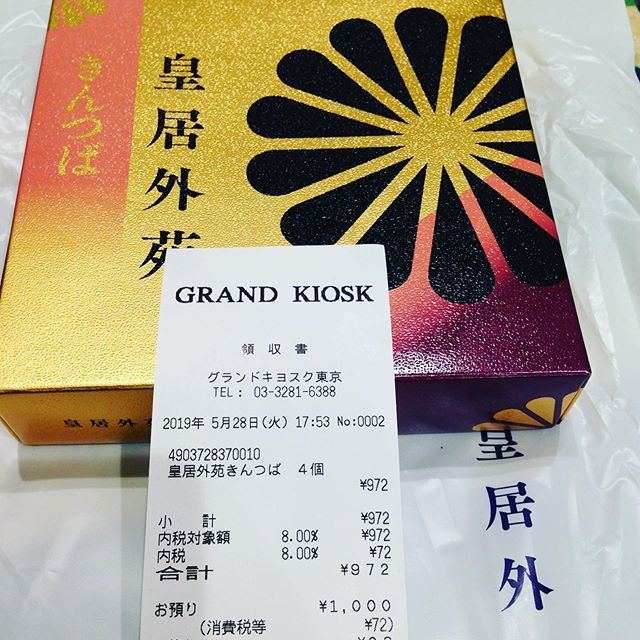 きんつば
皇居外苑
GRAND KIOSK
領収書
グランドキヨスク東京
TEL: 03-3281-6388
2019年 5月28日(火) 17:53 No:0002
4903728370010
皇居外苑きんつば 4個
¥972
小 計 ¥972
内税対象額 8.00% ¥972
内税 8.00% ¥72
合計 ¥972
お預り ¥1,000
(消費税等 ¥72)
皇居外
皇居外